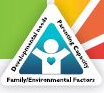 Developmental needs
Parenting Capacity
Family/Environmental Factors